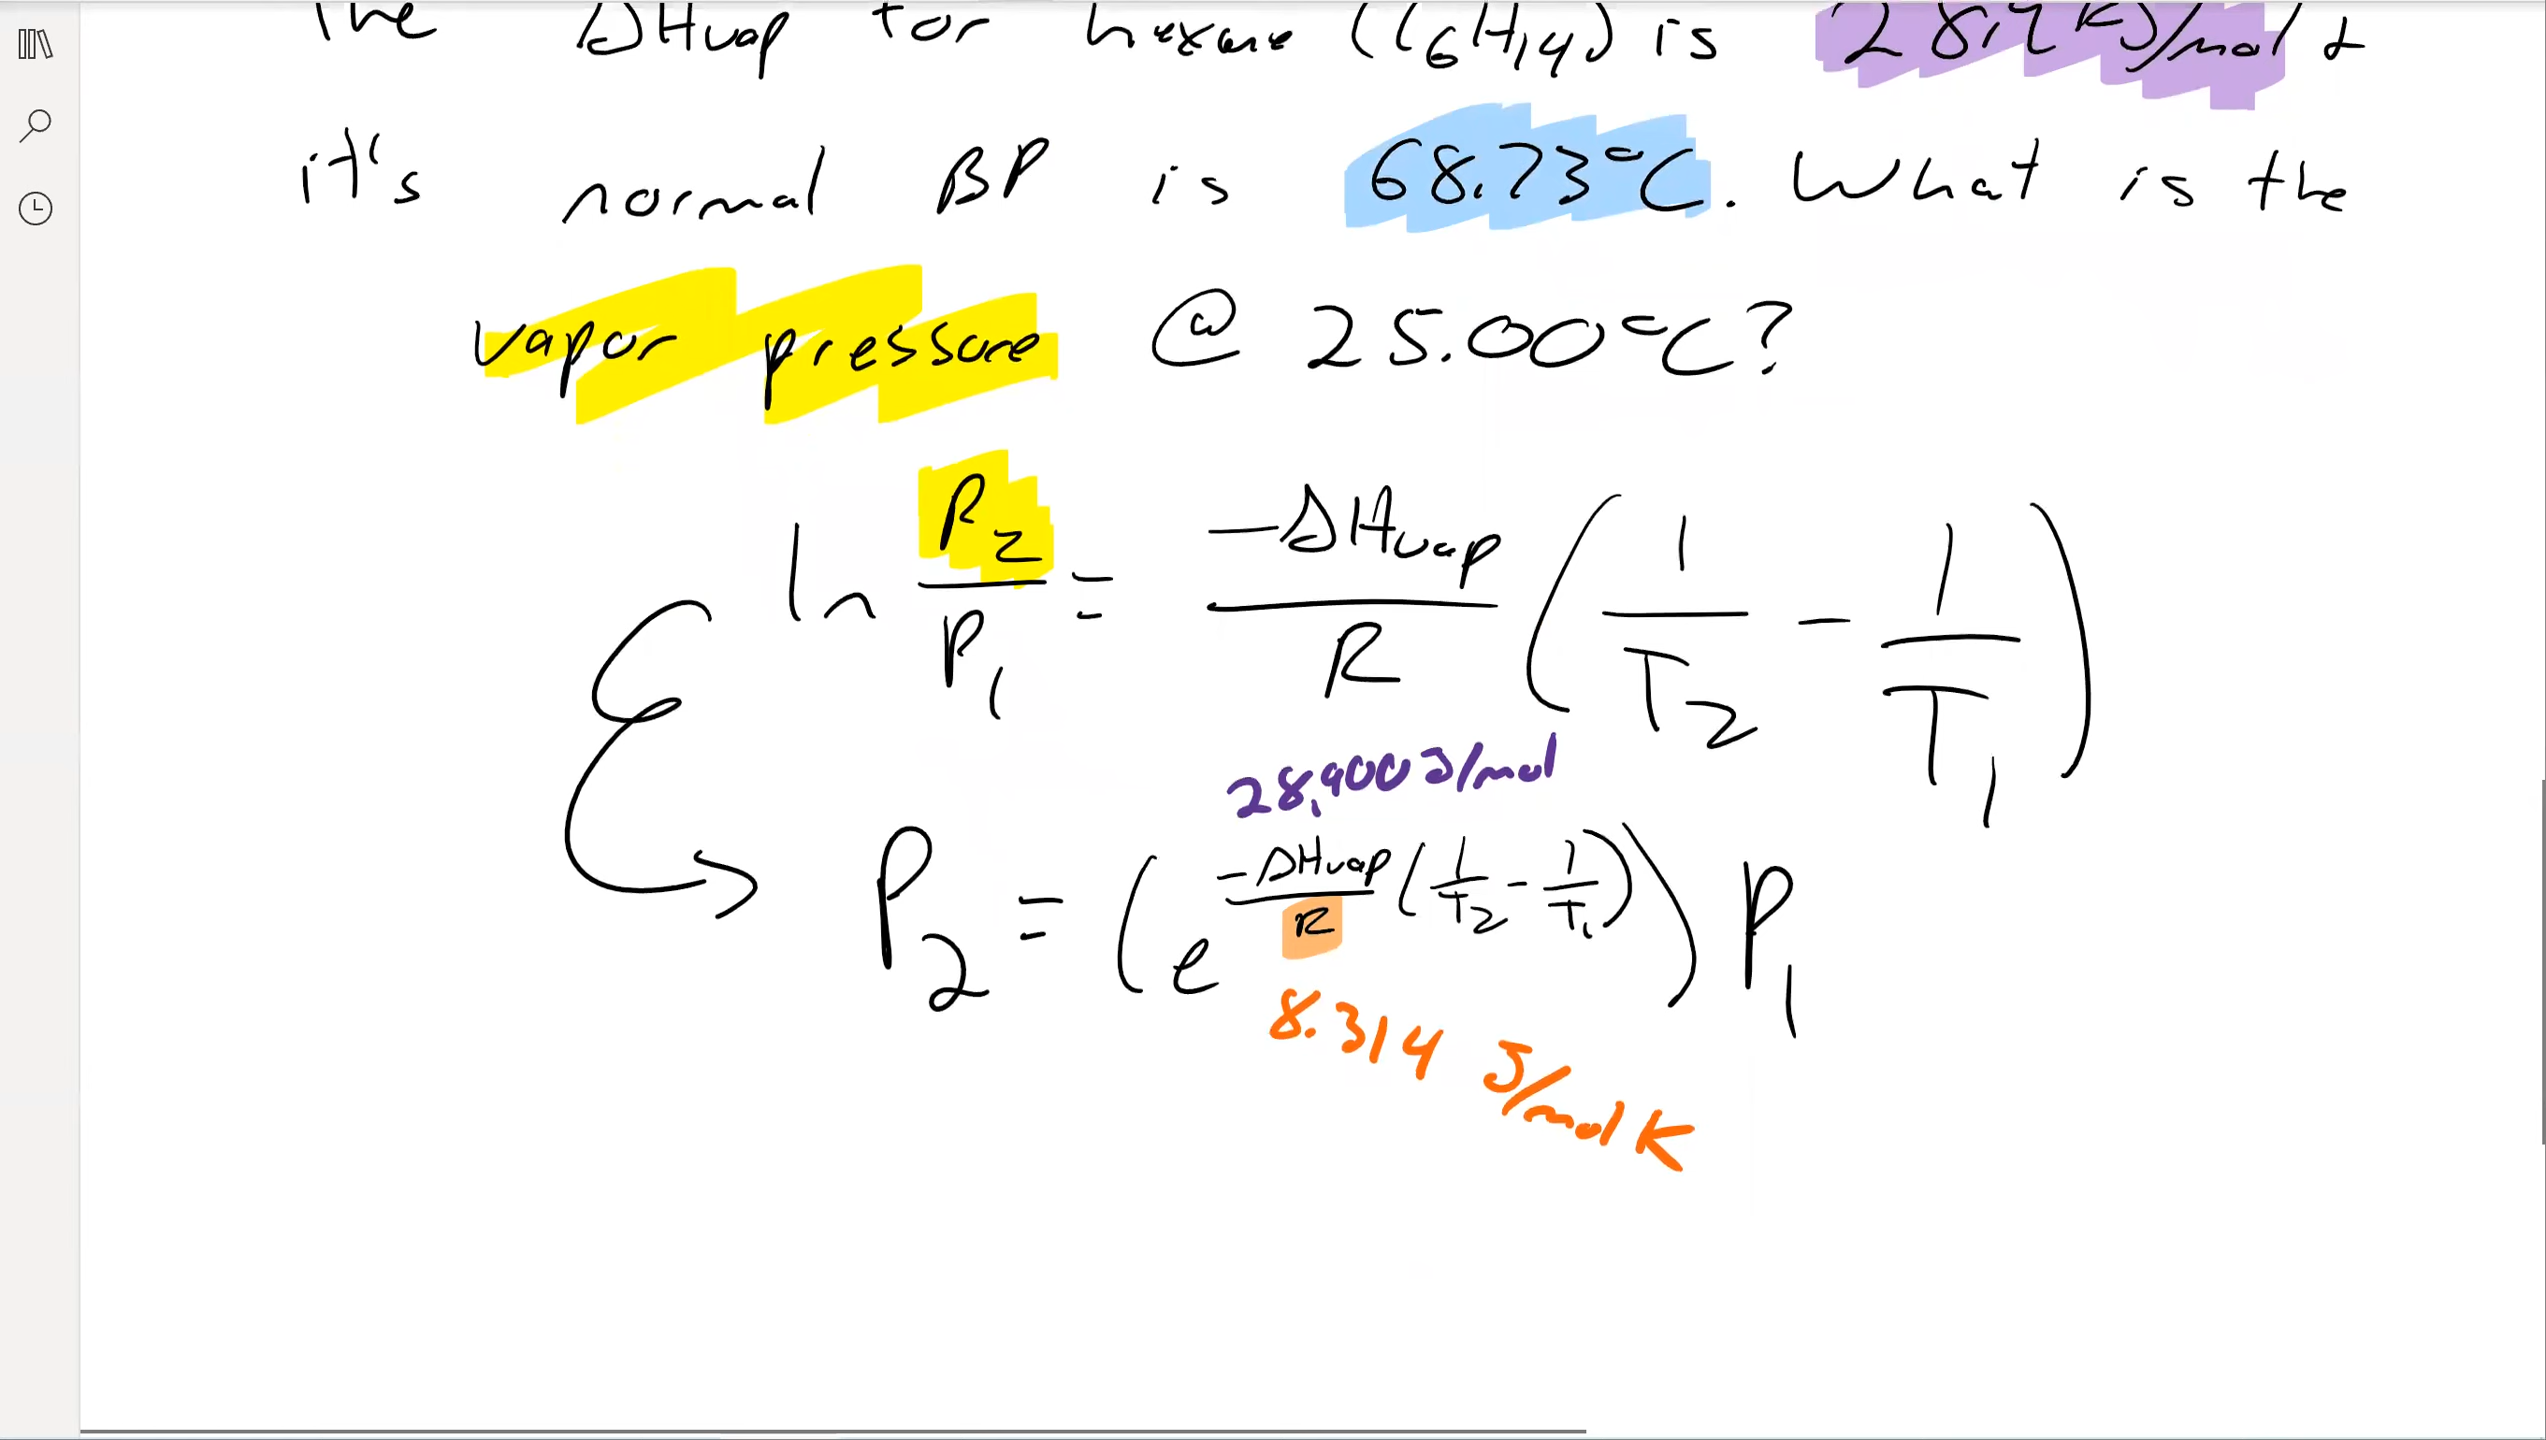 The ΔHvap for hexane (C6H14) is 28.9 kJ/mol &
it's normal BP is 68.73°C. What is the
vapor pressure @ 25.00°C?
ln P2/P1 = -ΔHvap/R (1/T2 - 1/T1)
28,900 J/mol
P2 = (e^(-ΔHvap/R (1/T2 - 1/T1))) P1
8.314 J/mol K